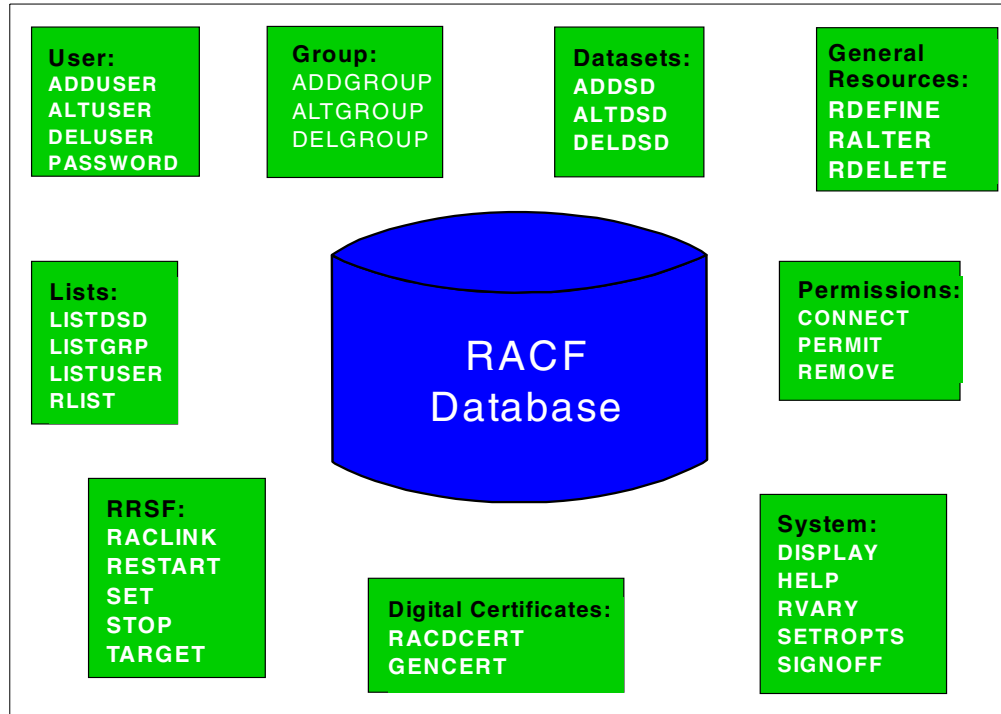 User:
ADDUSER
ALTUSER
DELUSER
PASSWORD
Group:
ADDGROUP
ALTGROUP
DELGROUP
Datasets:
ADDSD
ALTDSD
DELDSD
General
Resources:
RDEFINE
RALTER
RDELETE
Lists:
LISTDSD
LISTGRP
LISTUSER
RLIST
RACF
Database
Permissions:
CONNECT
PERMIT
REMOVE
RRSF:
RACLINK
RESTART
SET
STOP
TARGET
Digital Certificates:
RACDCERT
GENCERT
System:
DISPLAY
HELP
RVARY
SETROPTS
SIGNOFF